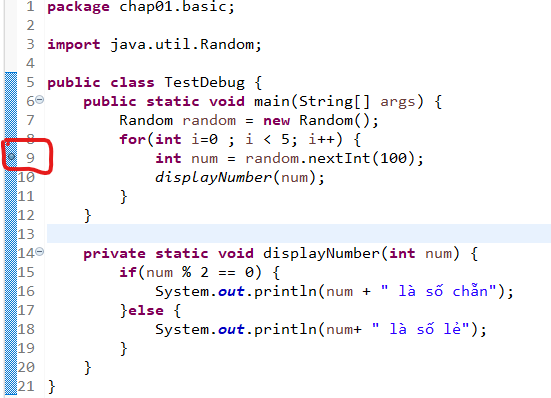 1 package chap01.basic;
2
3 import java.util.Random;
4
5 public class TestDebug {
6 public static void main(String[] args) {
7 Random random = new Random();
8 for(int i=0 ; i < 5; i++) {
9 int num = random.nextInt(100);
10 displayNumber(num);
11 }
12 }
13
14 private static void displayNumber(int num) {
15 if(num % 2 == 0) {
16 System.out.println(num + " là số chẵn");
17 }else {
18 System.out.println(num+ " là số lẻ");
19 }
20 }
21 }